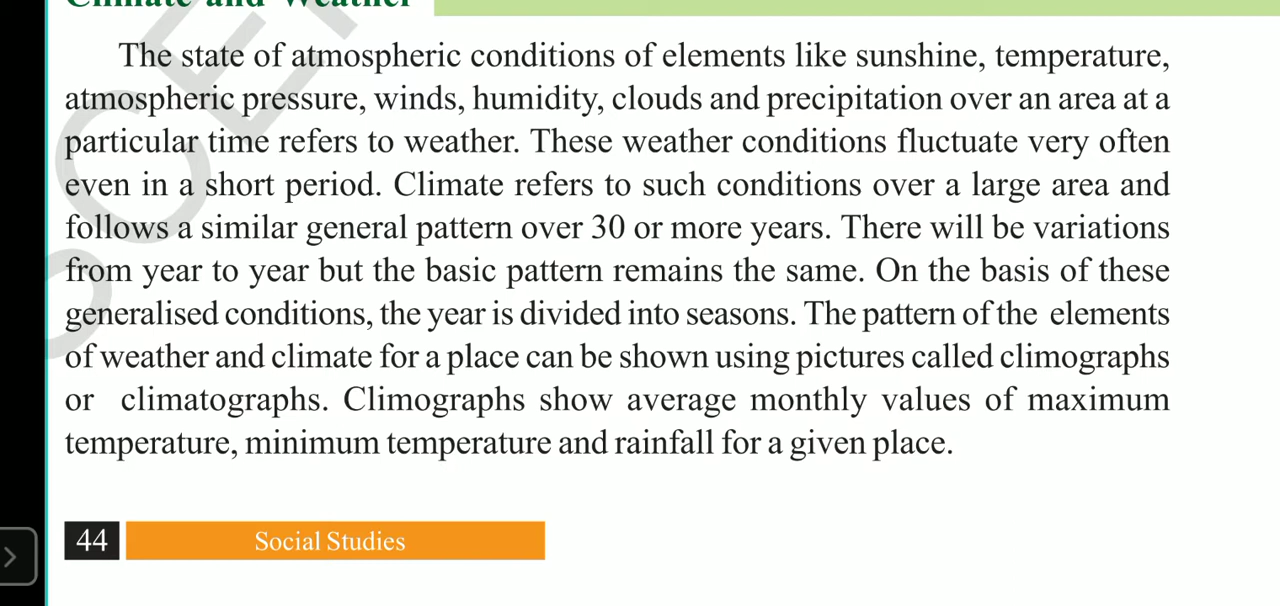 Climate and Weather
The state of atmospheric conditions of elements like sunshine, temperature,
atmospheric pressure, winds, humidity, clouds and precipitation over an area at a
particular time refers to weather. These weather conditions fluctuate very often
even in a short period. Climate refers to such conditions over a large area and
follows a similar general pattern over 30 or more years. There will be variations
from year to year but the basic pattern remains the same. On the basis of these
generalised conditions, the year is divided into seasons. The pattern of the elements
of weather and climate for a place can be shown using pictures called climographs
or climatographs. Climographs show average monthly values of maximum
temperature, minimum temperature and rainfall for a given place.
44 Social Studies